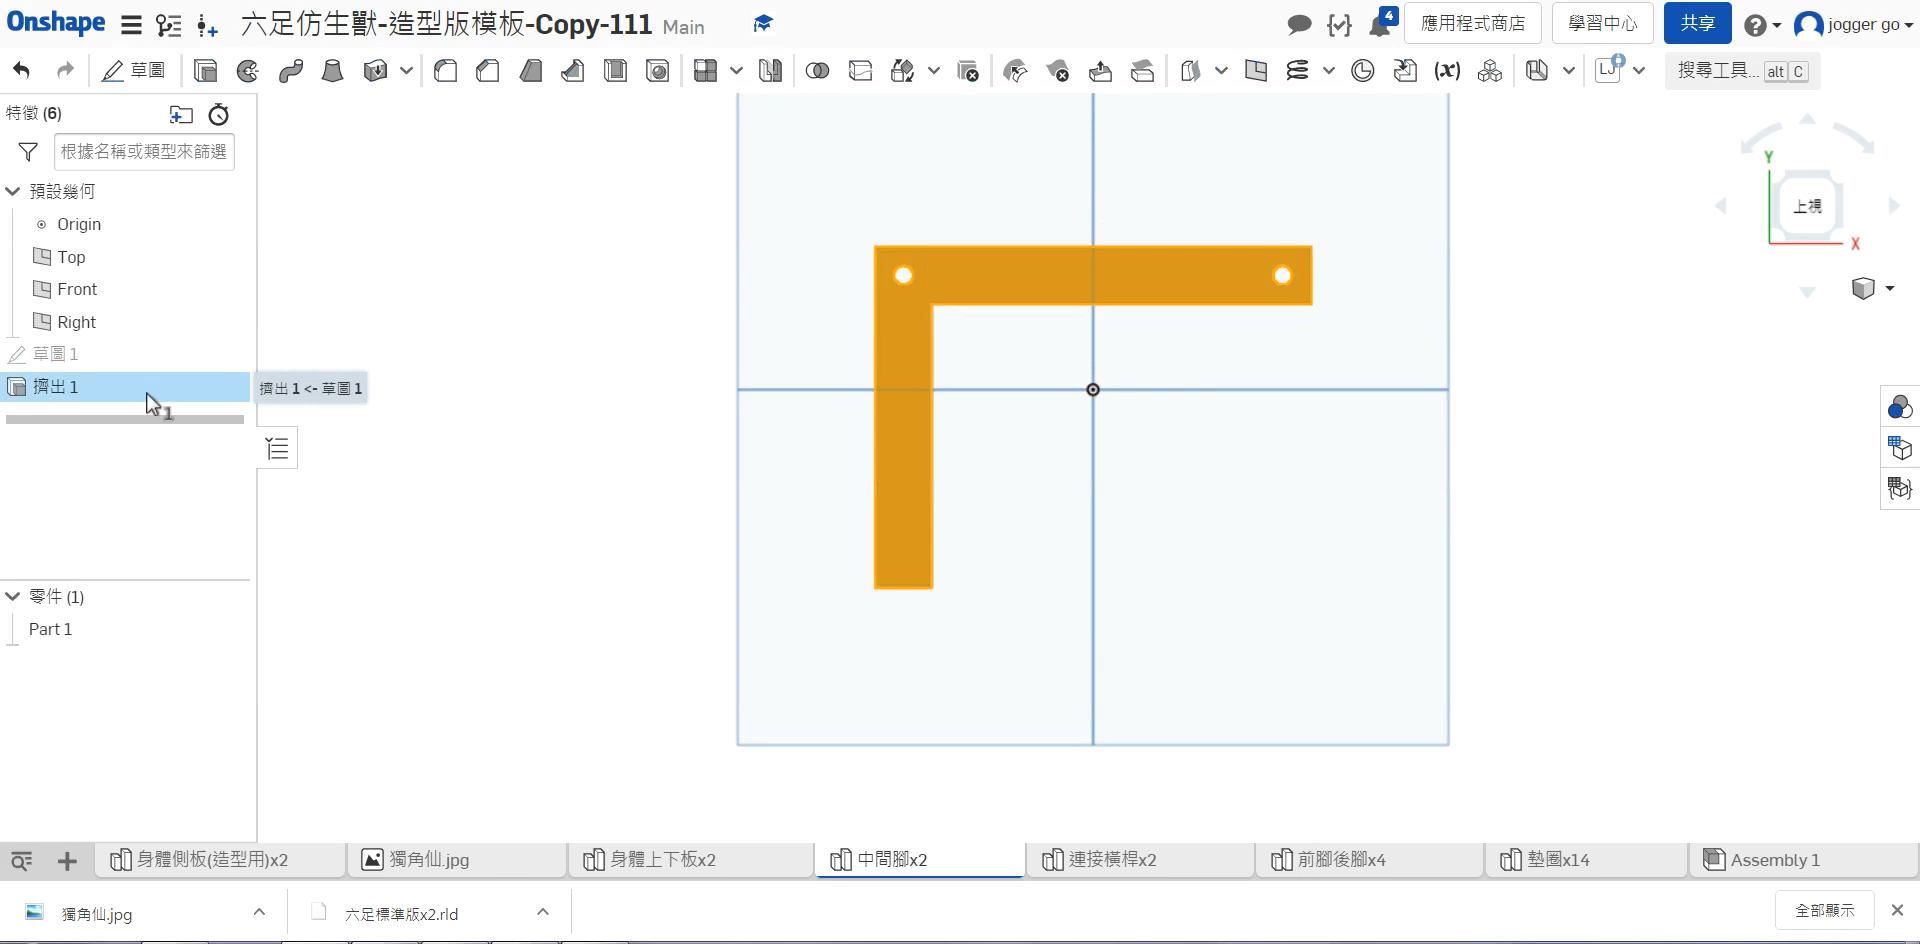 Onshape 六足仿生獸-造型版模板-Copy-111 Main 4 應用程式商店 學習中心 共享 jogger go
草圖 (x) LJ 搜尋工具... alt C
特徵 (6)
根據名稱或類型來篩選
預設幾何
Origin
Top
Front
Right
草圖 1
擠出 1
擠出 1 <- 草圖 1
1
Y
上視
X
零件 (1)
Part 1
身體側板(造型用)x2 獨角仙.jpg 身體上下板x2 中間腳x2 連接橫桿x2 前腳後腳x4 墊圈x14 Assembly 1
獨角仙.jpg 六足標準版x2.rld 全部顯示